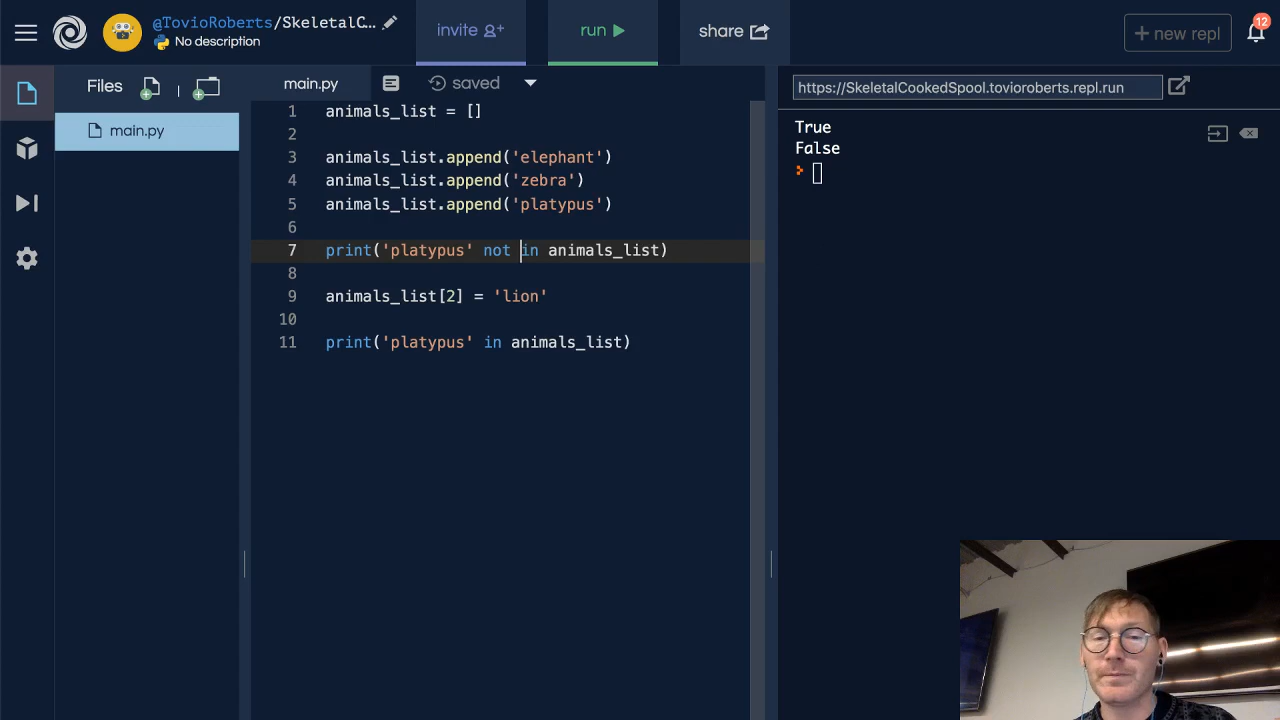 @TovioRoberts/SkeletalC...
No description
invite
run
share
+ new repl
12
Files
main.py
main.py
saved
https://SkeletalCookedSpool.tovioroberts.repl.run
1 animals_list = []
2
3 animals_list.append('elephant')
4 animals_list.append('zebra')
5 animals_list.append('platypus')
6
7 print('platypus' not in animals_list)
8
9 animals_list[2] = 'lion'
10
11 print('platypus' in animals_list)
True
False